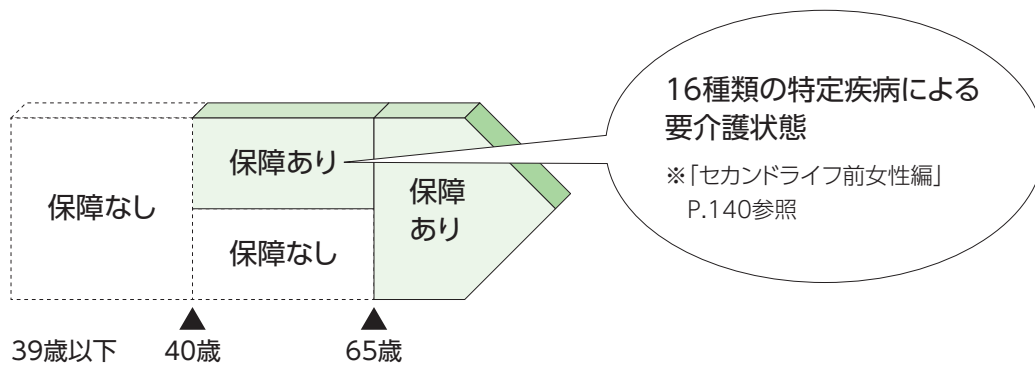 16種類の特定疾病による
要介護状態
※「セカンドライフ前女性編」
P.140参照
保障なし
保障あり
保障なし
保障
あり
39歳以下
40歳
65歳